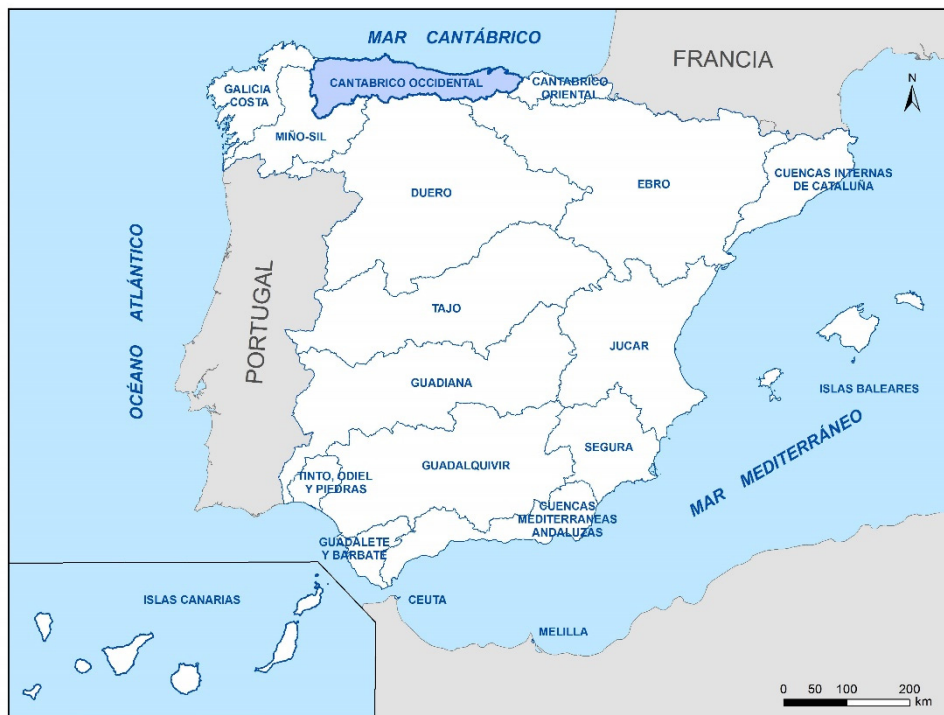 MAR CANTÁBRICO
FRANCIA
CANTABRICO OCCIDENTAL
CANTABRICO
ORIENTAL
GALICIA
COSTA
N
MIÑO-SIL
CUENCAS INTERNAS
DE CATALUÑA
DUERO
EBRO
OCÉANO ATLÁNTICO
PORTUGAL
TAJO
JUCAR
GUADIANA
ISLAS BALEARES
SEGURA
MAR MEDITERRÁNEO
GUADALQUIVIR
TINTO, ODIEL
Y PIEDRAS
CUENCAS
MEDITERRANEAS
ANDALUZAS
GUADALETE
Y BARBATE
ISLAS CANARIAS
CEUTA
MELILLA
0 50 100 200
km